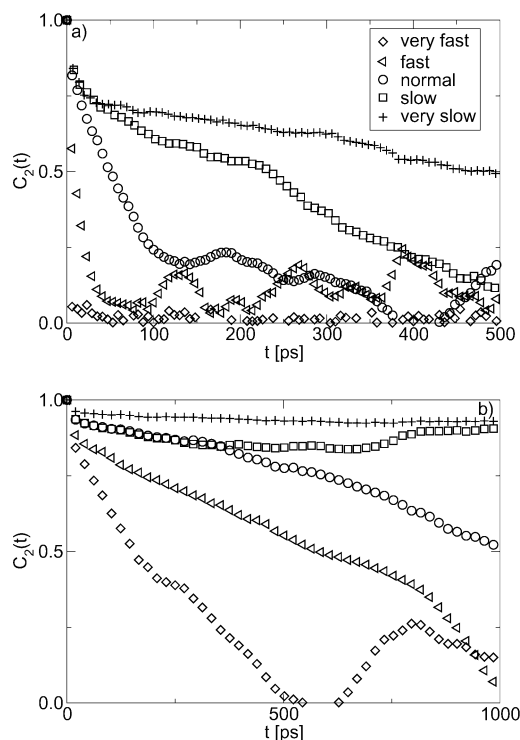 a)
1.0
0.5
0.0
C2(t)
very fast
fast
normal
slow
very slow
0 100 200 300 400 500
t [ps]
b)
1.0
0.5
0.0
C2(t)
0 500 1000
t [ps]